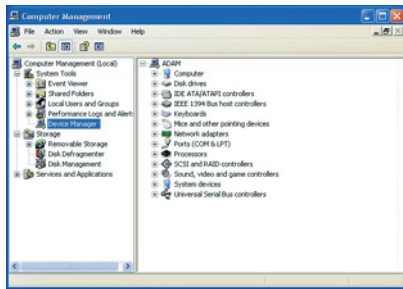 Computer Management
File Action View Window Help
Computer Management (Local)
System Tools
Event Viewer
Shared Folders
Local Users and Groups
Performance Logs and Alerts
Device Manager
Storage
Removable Storage
Disk Defragmenter
Disk Management
Services and Applications
ADAM
Computer
Disk drives
IDE ATA/ATAPI controllers
IEEE 1394 Bus host controllers
Keyboards
Mice and other pointing devices
Network adapters
Ports (COM & LPT)
Processors
SCSI and RAID controllers
Sound, video and game controllers
System devices
Universal Serial Bus controllers